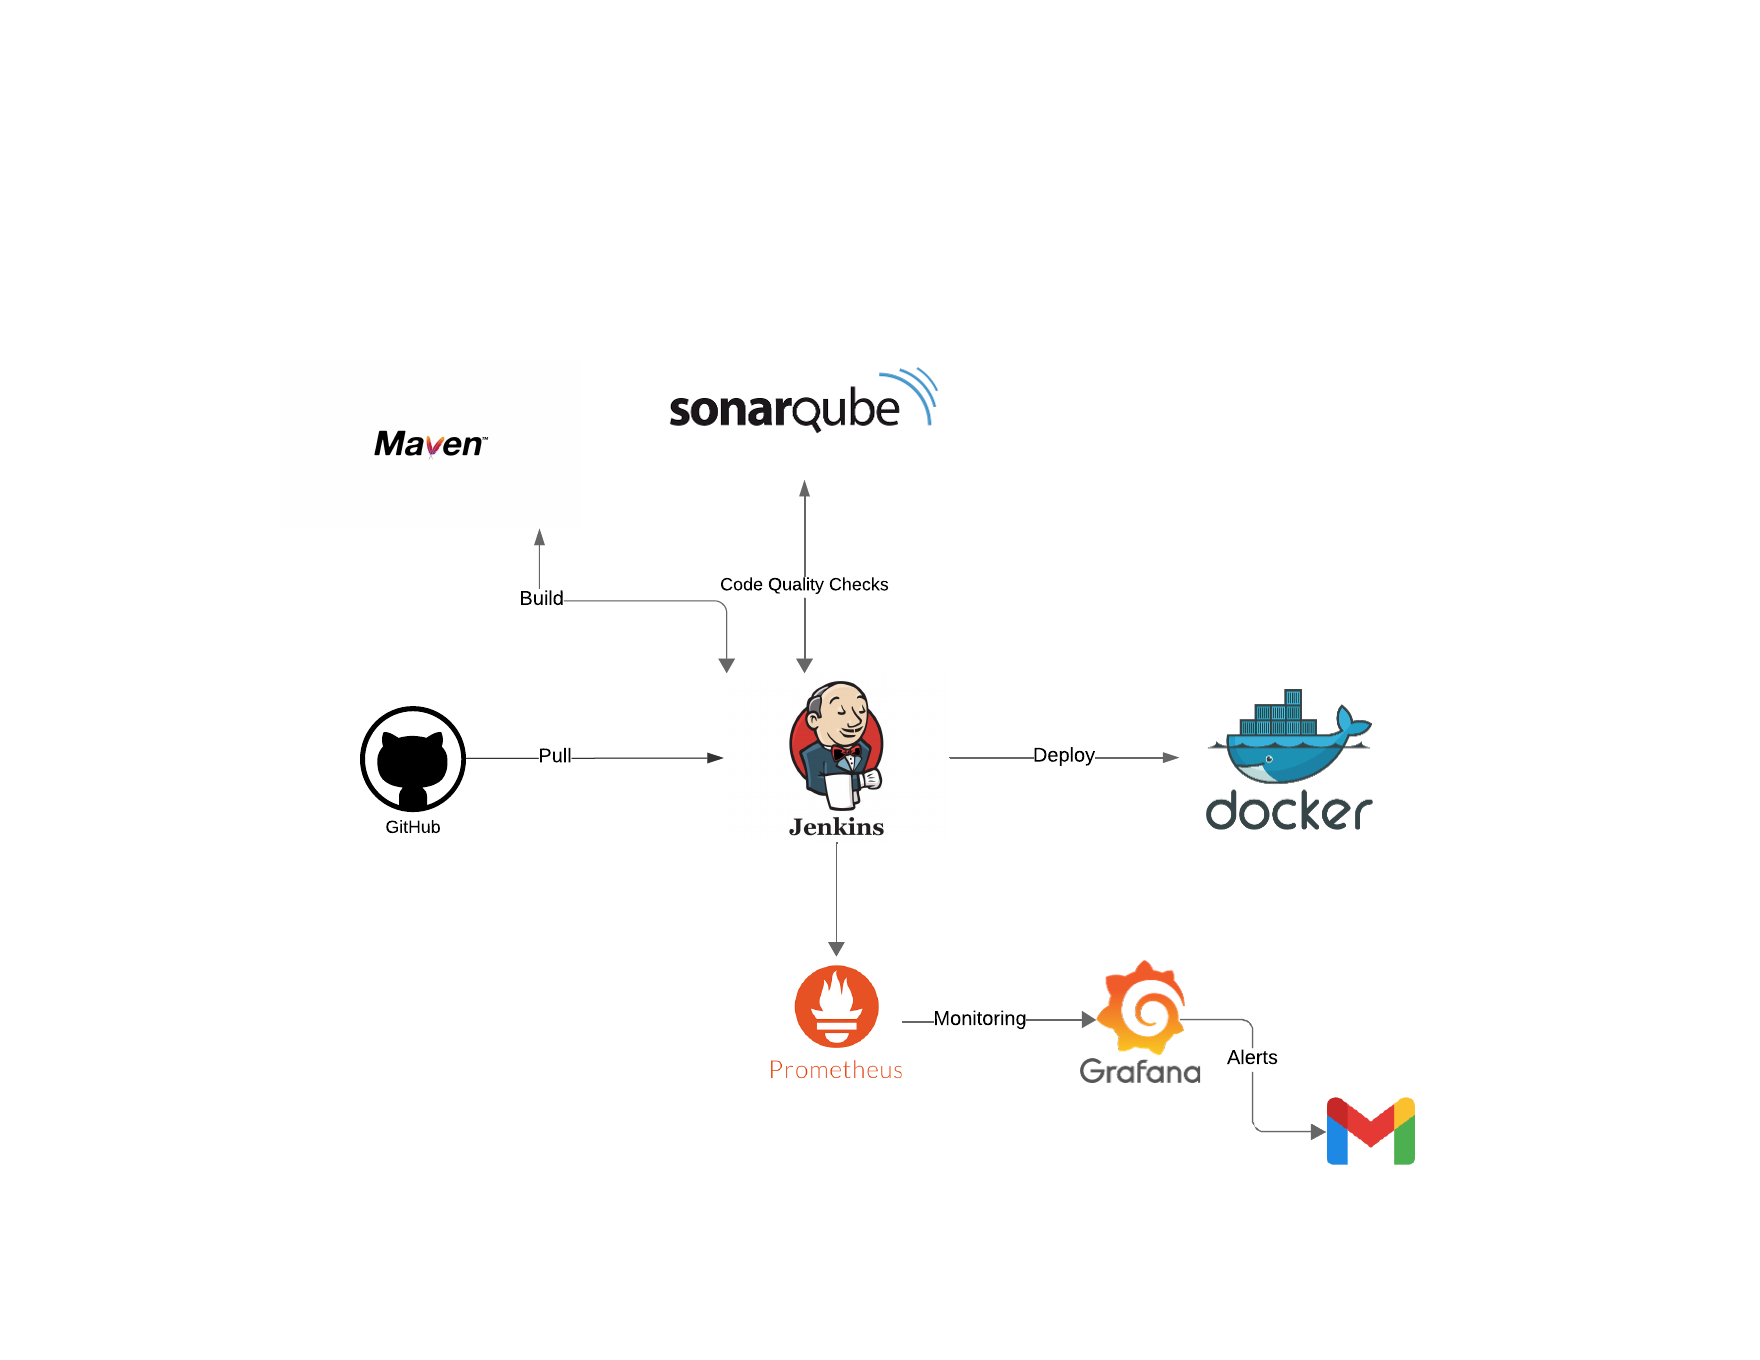 sonarqube
Maven™
Code Quality Checks
Build
Pull
Deploy
GitHub
Jenkins
docker
Monitoring
Prometheus
Grafana
Alerts